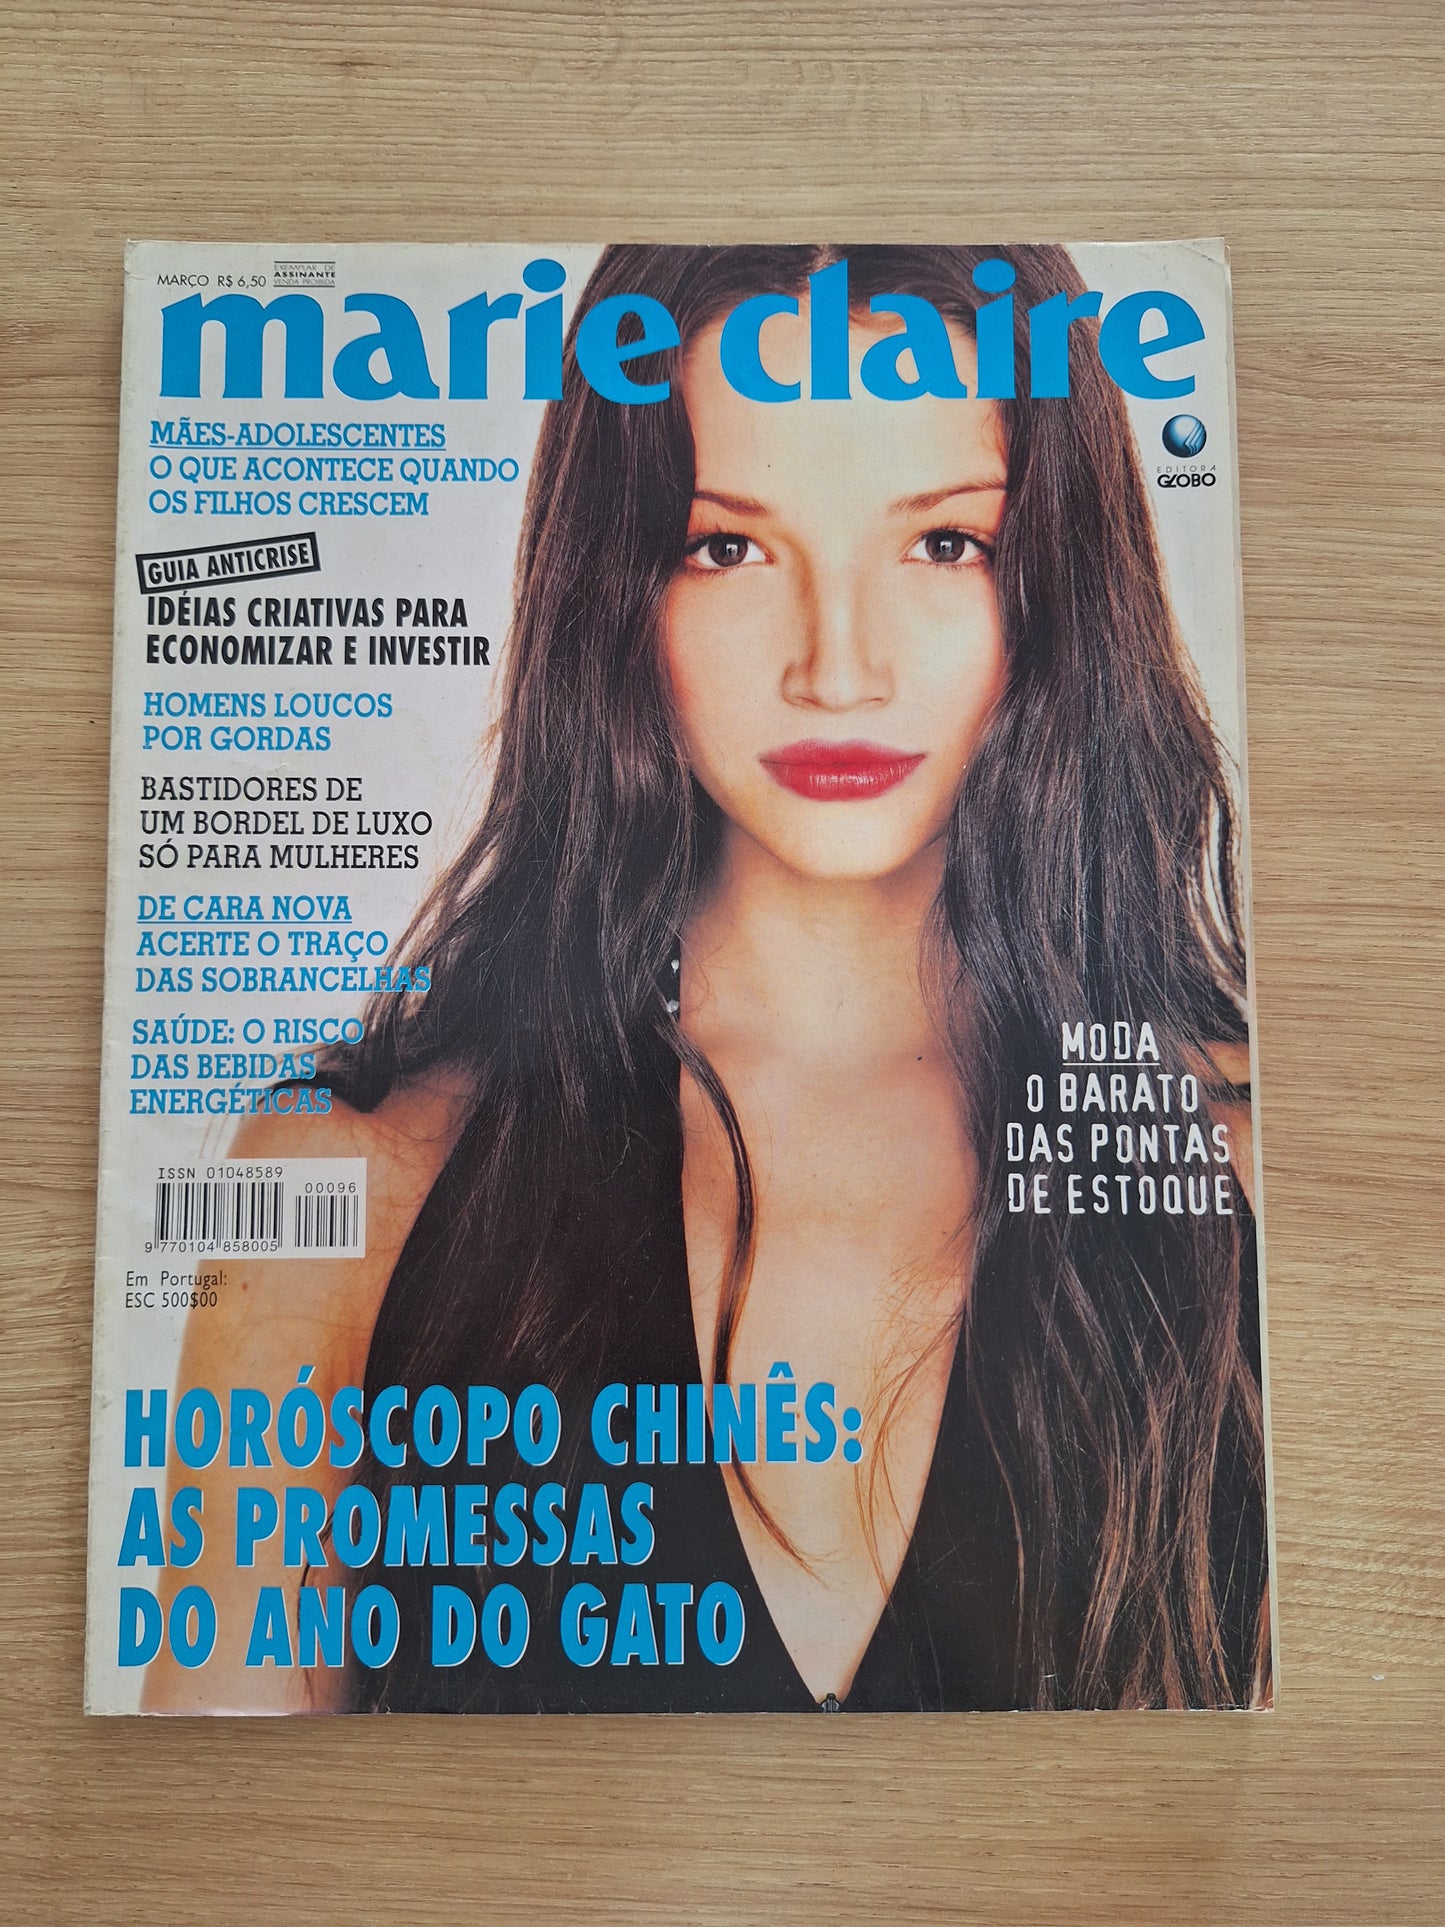 MARÇO R$ 6,50
EXEMPLAR DE
ASSINANTE
VENDA PROIBIDA
marie claire
EDITORA
GLOBO
MÃES-ADOLESCENTES
O QUE ACONTECE QUANDO
OS FILHOS CRESCEM
GUIA ANTICRISE
IDÉIAS CRIATIVAS PARA
ECONOMIZAR E INVESTIR
HOMENS LOUCOS
POR GORDAS
BASTIDORES DE
UM BORDEL DE LUXO
SÓ PARA MULHERES
DE CARA NOVA
ACERTE O TRAÇO
DAS SOBRANCELHAS
SAÚDE: O RISCO
DAS BEBIDAS
ENERGÉTICAS
MODA
O BARATO
DAS PONTAS
DE ESTOQUE
ISSN 01048589
00096
9 770104 858005
Em Portugal:
ESC 500$00
HORÓSCOPO CHINÊS:
AS PROMESSAS
DO ANO DO GATO